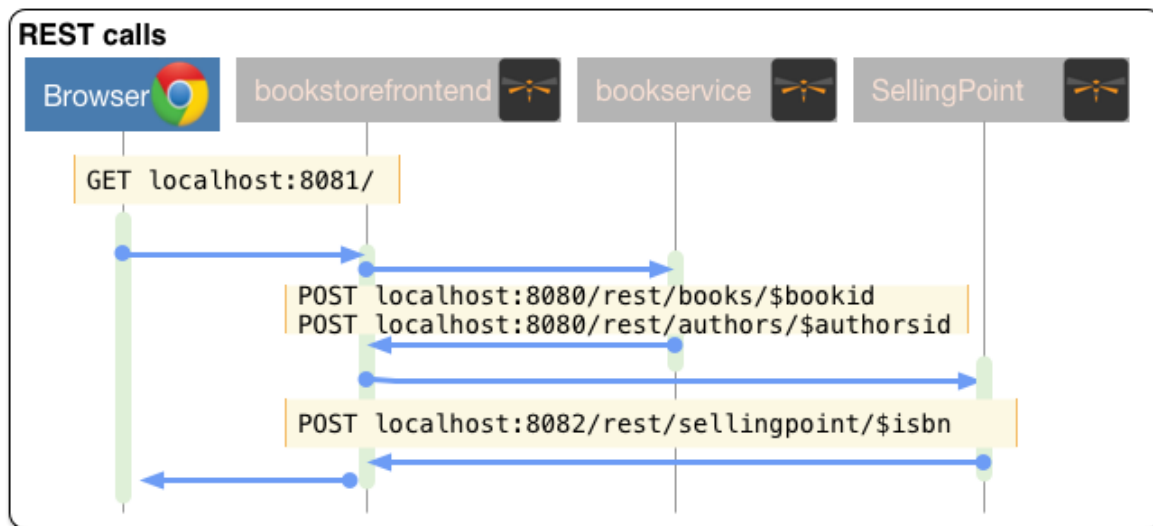 REST calls
Browser bookstorefrontend bookservice SellingPoint
GET localhost:8081/
POST localhost:8080/rest/books/$bookid
POST localhost:8080/rest/authors/$authorsid
POST localhost:8082/rest/sellingpoint/$isbn